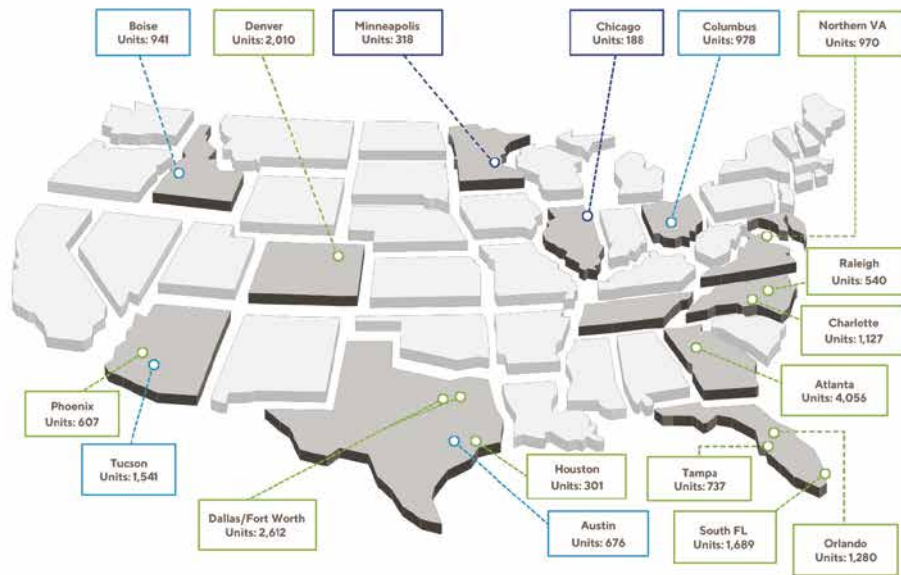 Boise
Units: 941
Denver
Units: 2,010
Minneapolis
Units: 318
Chicago
Units: 188
Columbus
Units: 978
Northern VA
Units: 970
Raleigh
Units: 540
Charlotte
Units: 1,127
Atlanta
Units: 4,056
Phoenix
Units: 607
Tucson
Units: 1,541
Dallas/Fort Worth
Units: 2,612
Houston
Units: 301
Austin
Units: 676
Tampa
Units: 737
South FL
Units: 1,689
Orlando
Units: 1,280